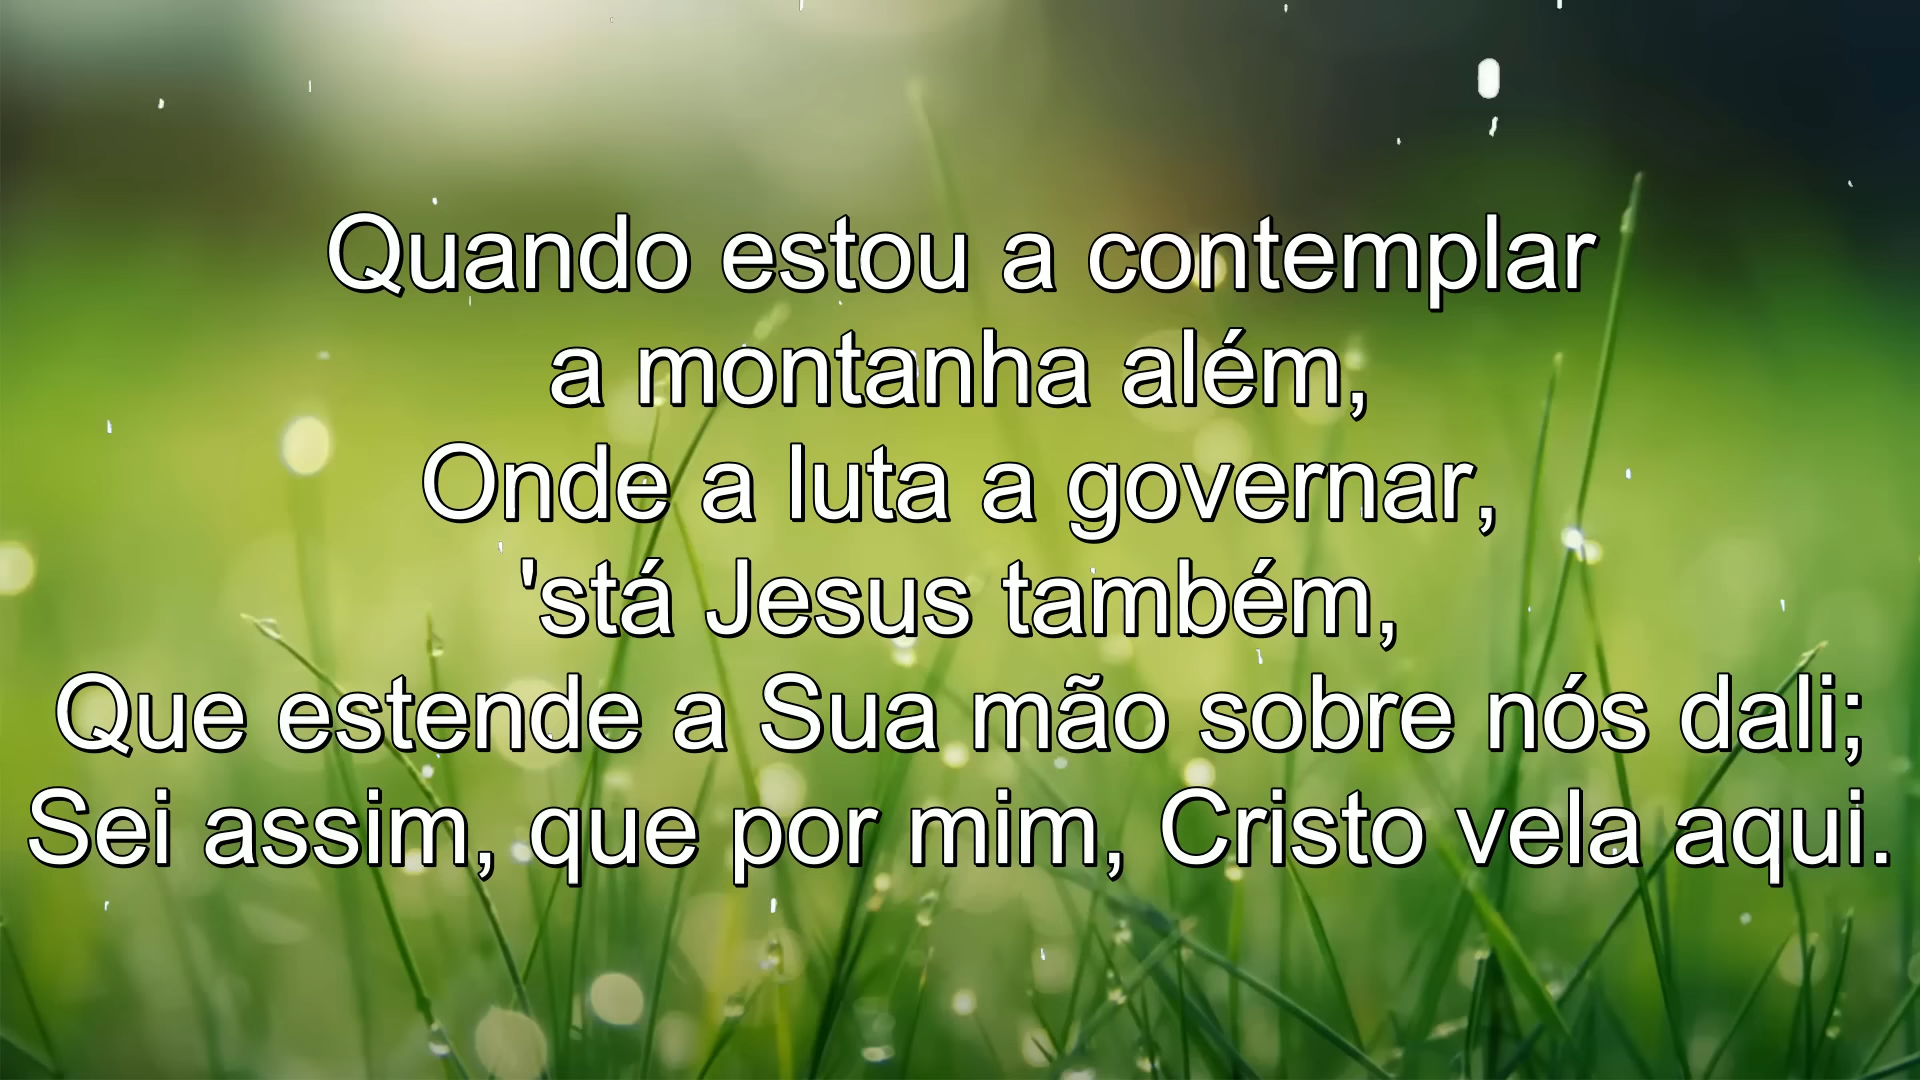 Quando estou a contemplar
a montanha além,
Onde a luta a governar,
'stá Jesus também,
Que estende a Sua mão sobre nós dali;
Sei assim, que por mim, Cristo vela aqui.